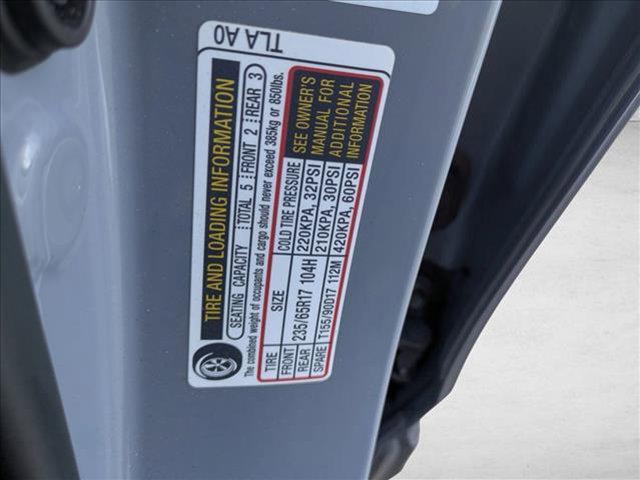 TLA A0
TIRE AND LOADING INFORMATION
SEATING CAPACITY TOTAL 5 FRONT 2 REAR 3
The combined weight of occupants and cargo should never exceed 385kg or 850lbs.
TIRE SIZE COLD TIRE PRESSURE
FRONT 235/65R17 104H 220KPA, 32PSI
REAR 210KPA, 30PSI
SPARE T155/90D17 112M 420KPA, 60PSI
SEE OWNER'S
MANUAL FOR
ADDITIONAL
INFORMATION